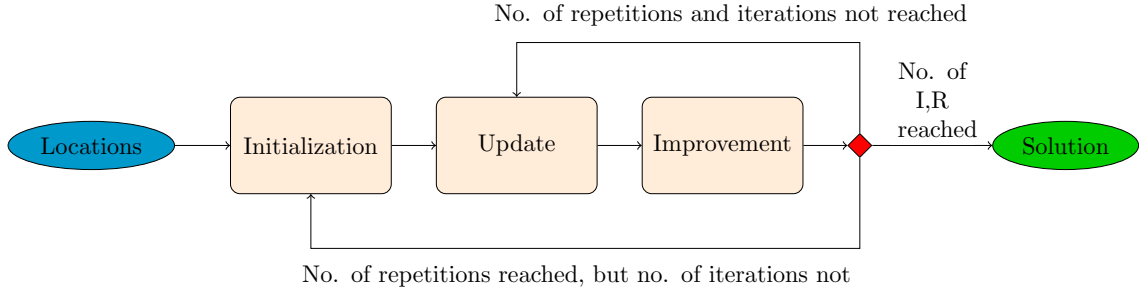 No. of repetitions and iterations not reached
No. of
I,R
reached
Locations
Initialization
Update
Improvement
Solution
No. of repetitions reached, but no. of iterations not